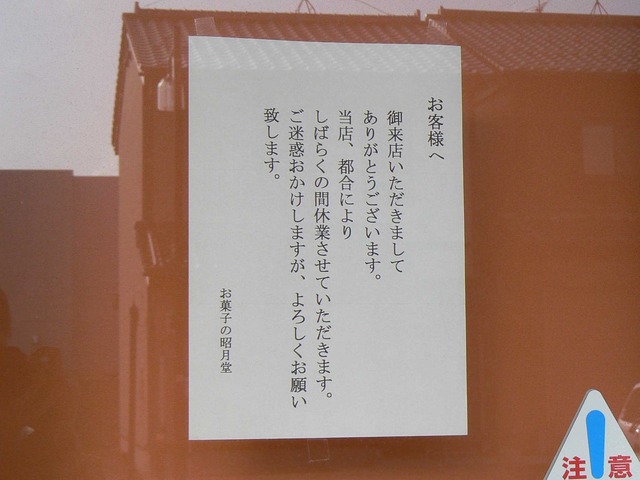 お客様へ
御来店いただきまして
ありがとうございます。
当店、都合により
しばらくの間休業させていただきます。
ご迷惑おかけしますが、よろしくお願い
致します。
お菓子の昭月堂
注意